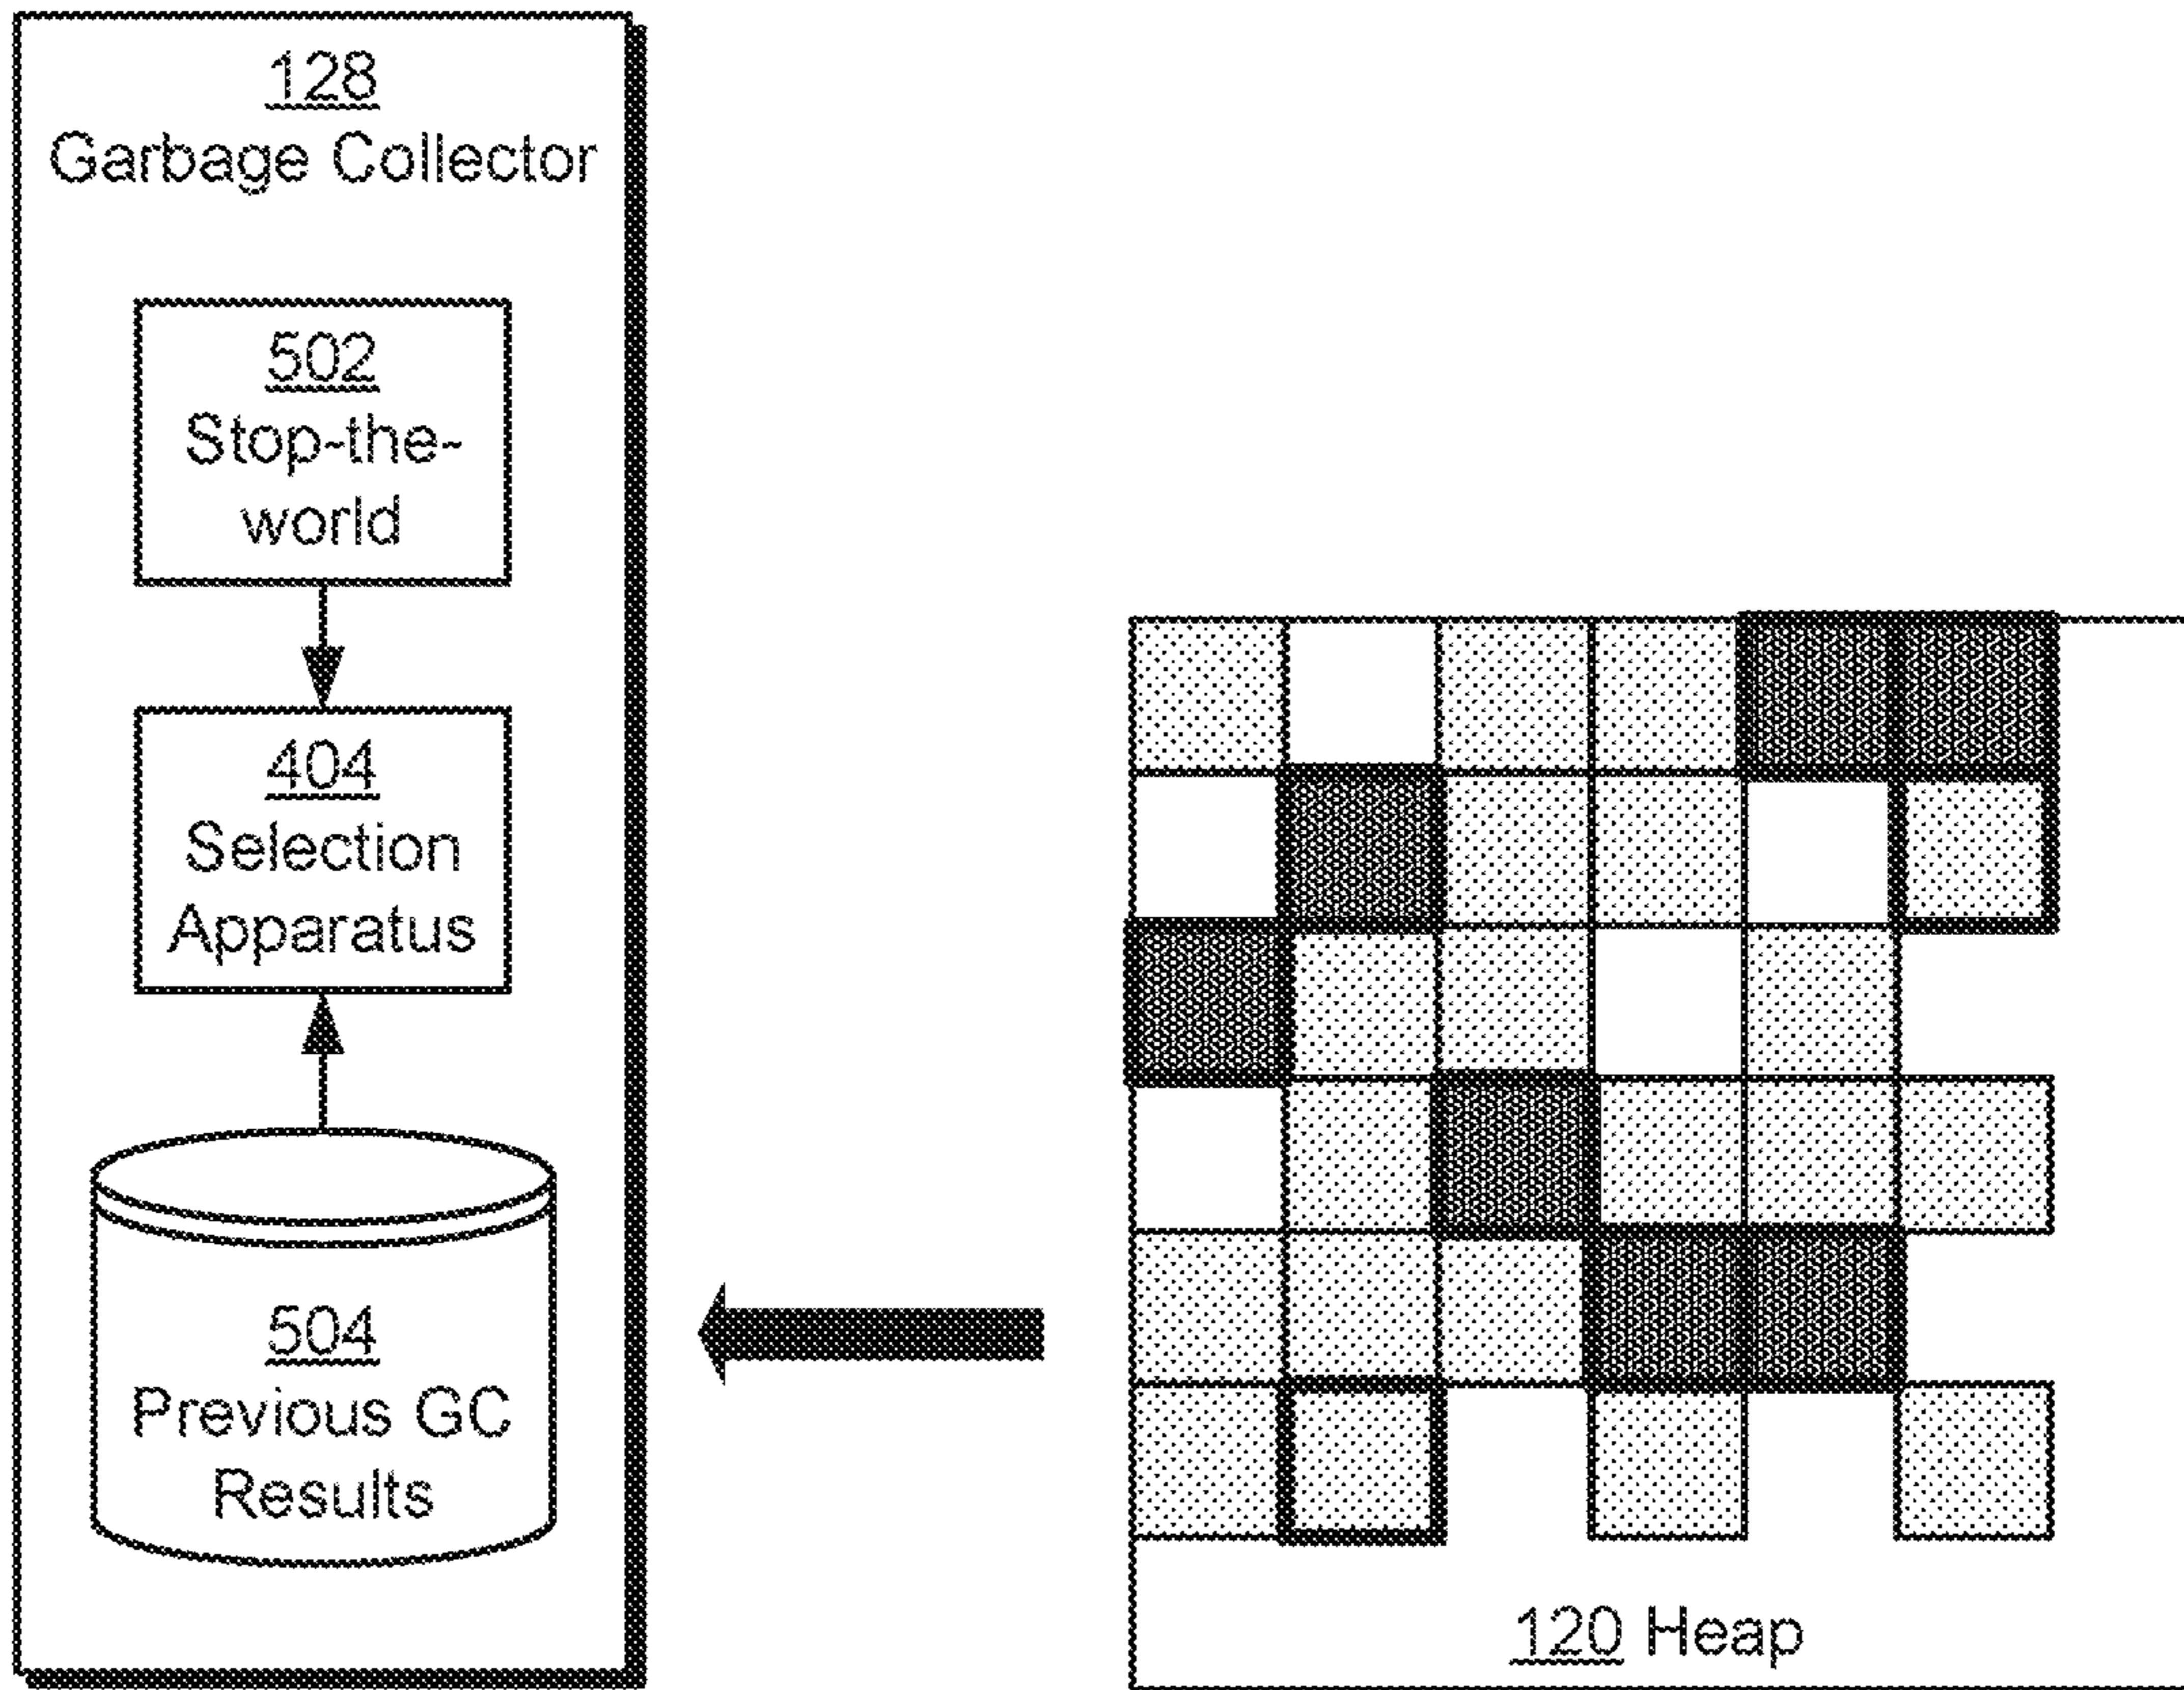 128
Garbage Collector
502
Stop-the-
world
404
Selection
Apparatus
504
Previous GC
Results
120 Heap